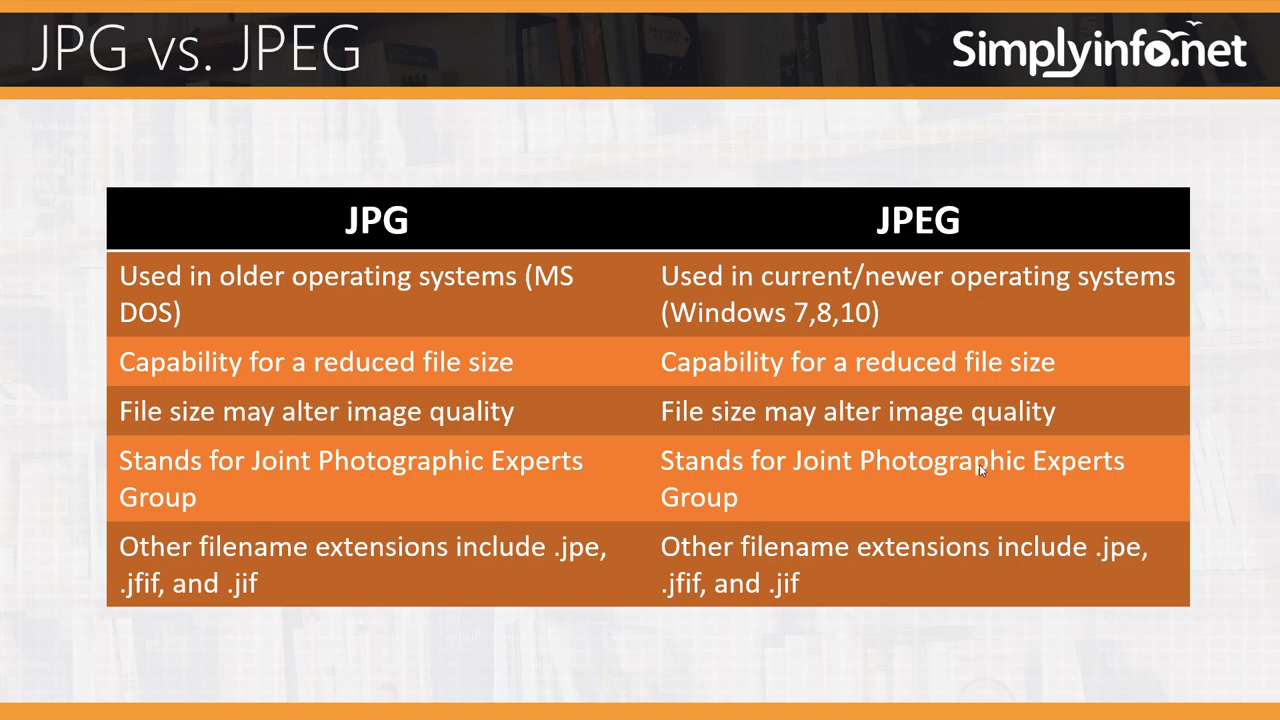 JPG vs. JPEG
Simplyinfo.net
JPG
JPEG
Used in older operating systems (MS
DOS)
Used in current/newer operating systems
(Windows 7,8,10)
Capability for a reduced file size
Capability for a reduced file size
File size may alter image quality
File size may alter image quality
Stands for Joint Photographic Experts
Group
Stands for Joint Photographic Experts
Group
Other filename extensions include .jpe,
.jfif, and .jif
Other filename extensions include .jpe,
.jfif, and .jif